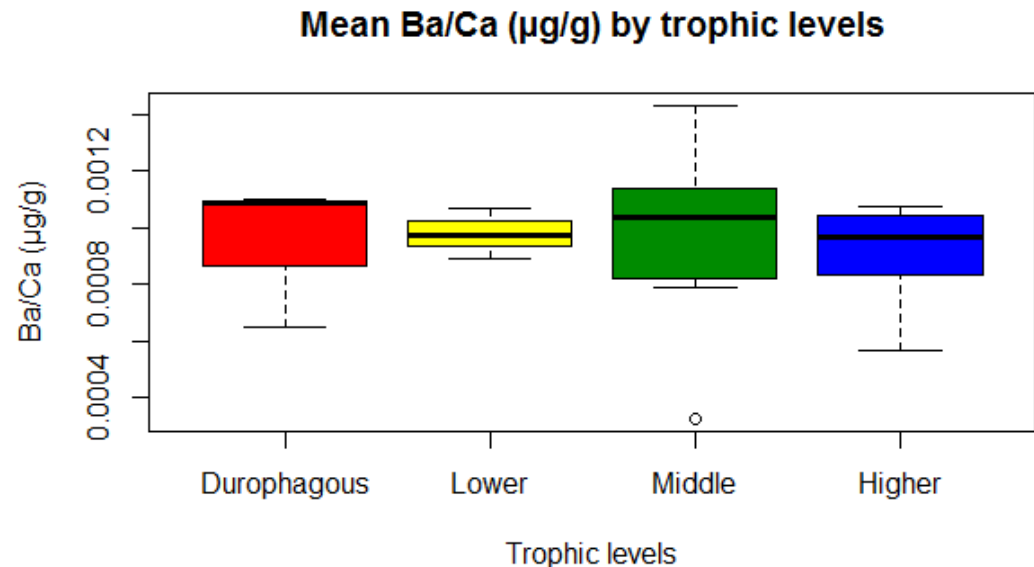 Mean Ba/Ca (µg/g) by trophic levels
Ba/Ca (µg/g)
0.0012
0.0008
0.0004
Durophagous Lower Middle Higher
Trophic levels